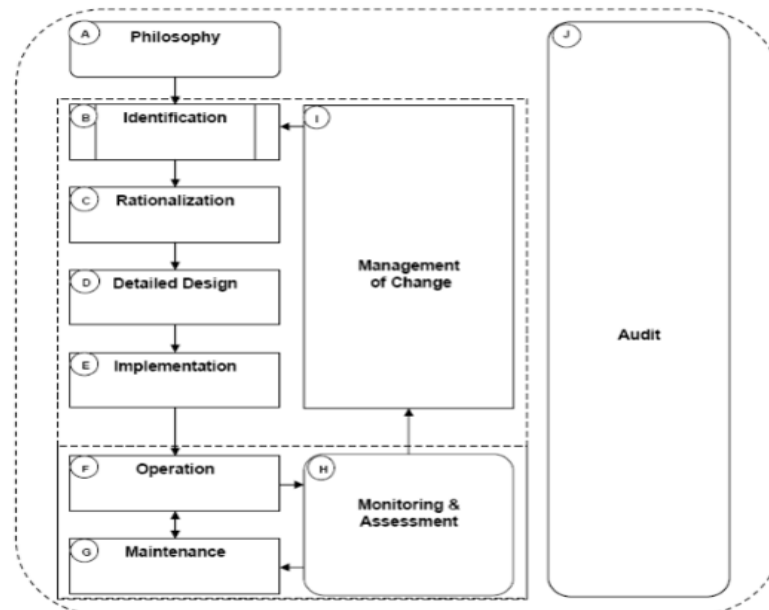 A
Philosophy
J
B
Identification
I
C
Rationalization
Management
of Change
D
Detailed Design
Audit
E
Implementation
F
Operation
H
Monitoring &
Assessment
G
Maintenance